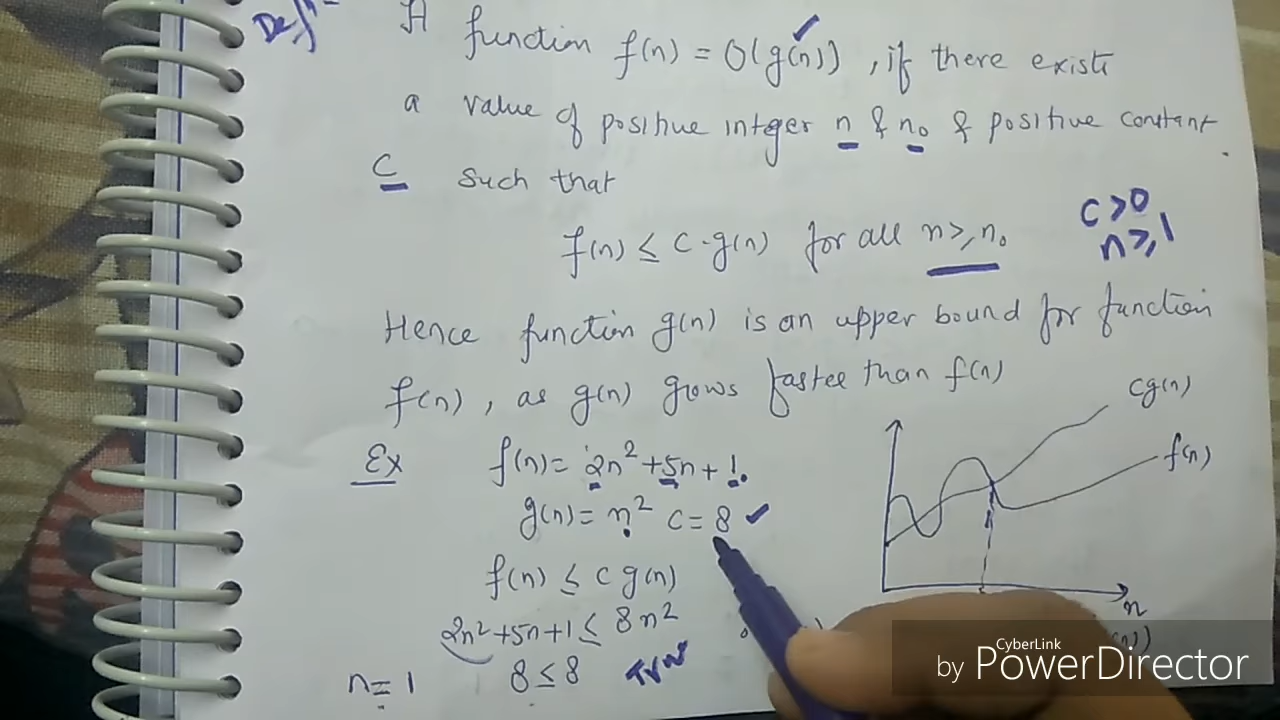 Defn
A function f(n) = O(g(n)), if there exists
a value of positive integer n & n₀ & positive constant
C such that
f(n) ≤ c·g(n) for all n≥n₀
c>0
n≥1
Hence function g(n) is an upper bound for function
f(n), as g(n) grows faster than f(n)
Cg(n)
f(n)
Ex f(n)= 2n²+5n+1.
g(n)= n² c=8
f(n) ≤ c g(n)
n
2n²+5n+1≤ 8n²
n=1 8≤8 True
CyberLink
by PowerDirector